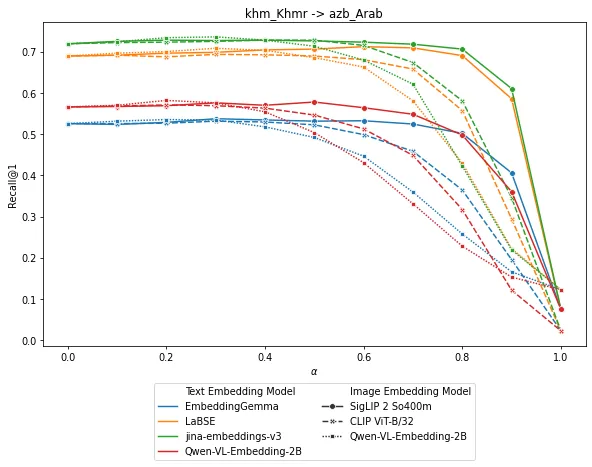 khm_Khmr -> azb_Arab
Recall@1
0.7
0.6
0.5
0.4
0.3
0.2
0.1
0.0
0.0 0.2 0.4 0.6 0.8 1.0
α
Text Embedding Model Image Embedding Model
EmbeddingGemma SigLIP 2 So400m
LaBSE CLIP ViT-B/32
jina-embeddings-v3 Qwen-VL-Embedding-2B
Qwen-VL-Embedding-2B